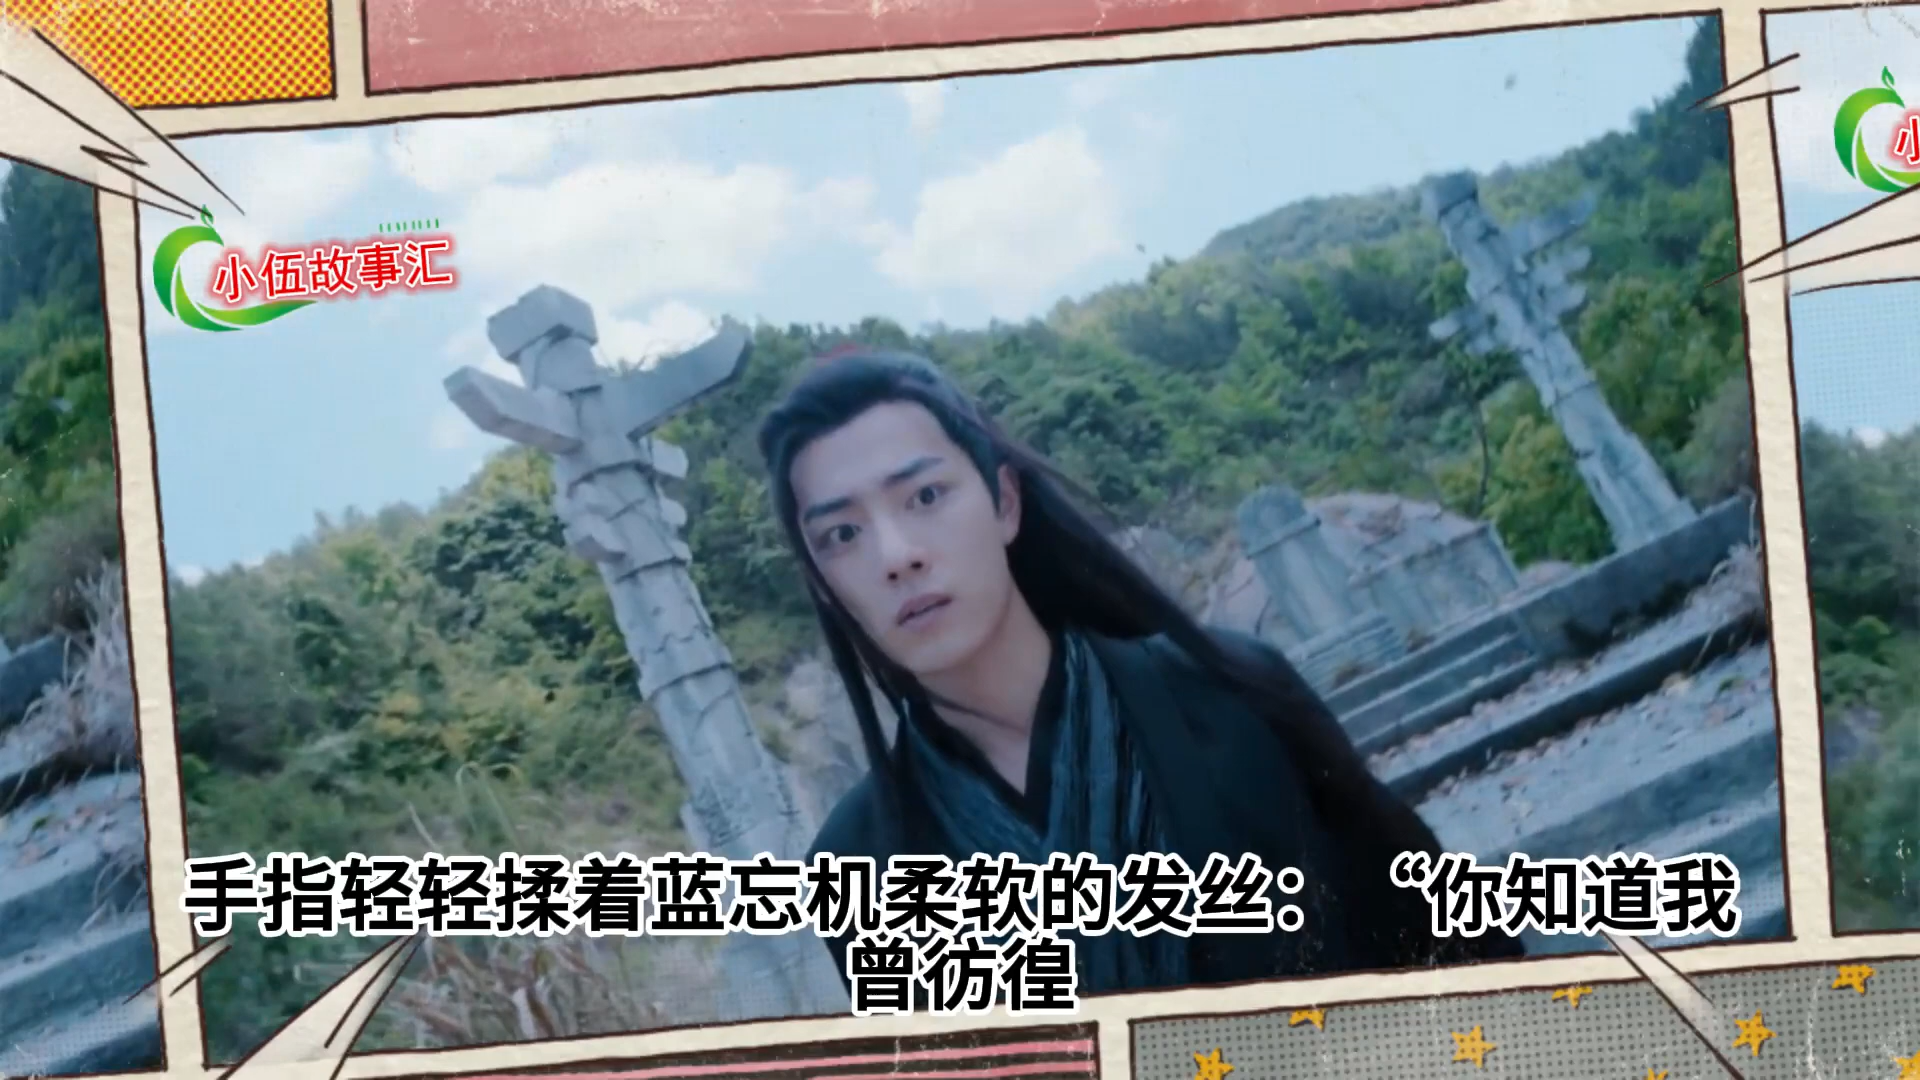 小伍故事汇
小
手指轻轻揉着蓝忘机柔软的发丝：“你知道我
曾彷徨